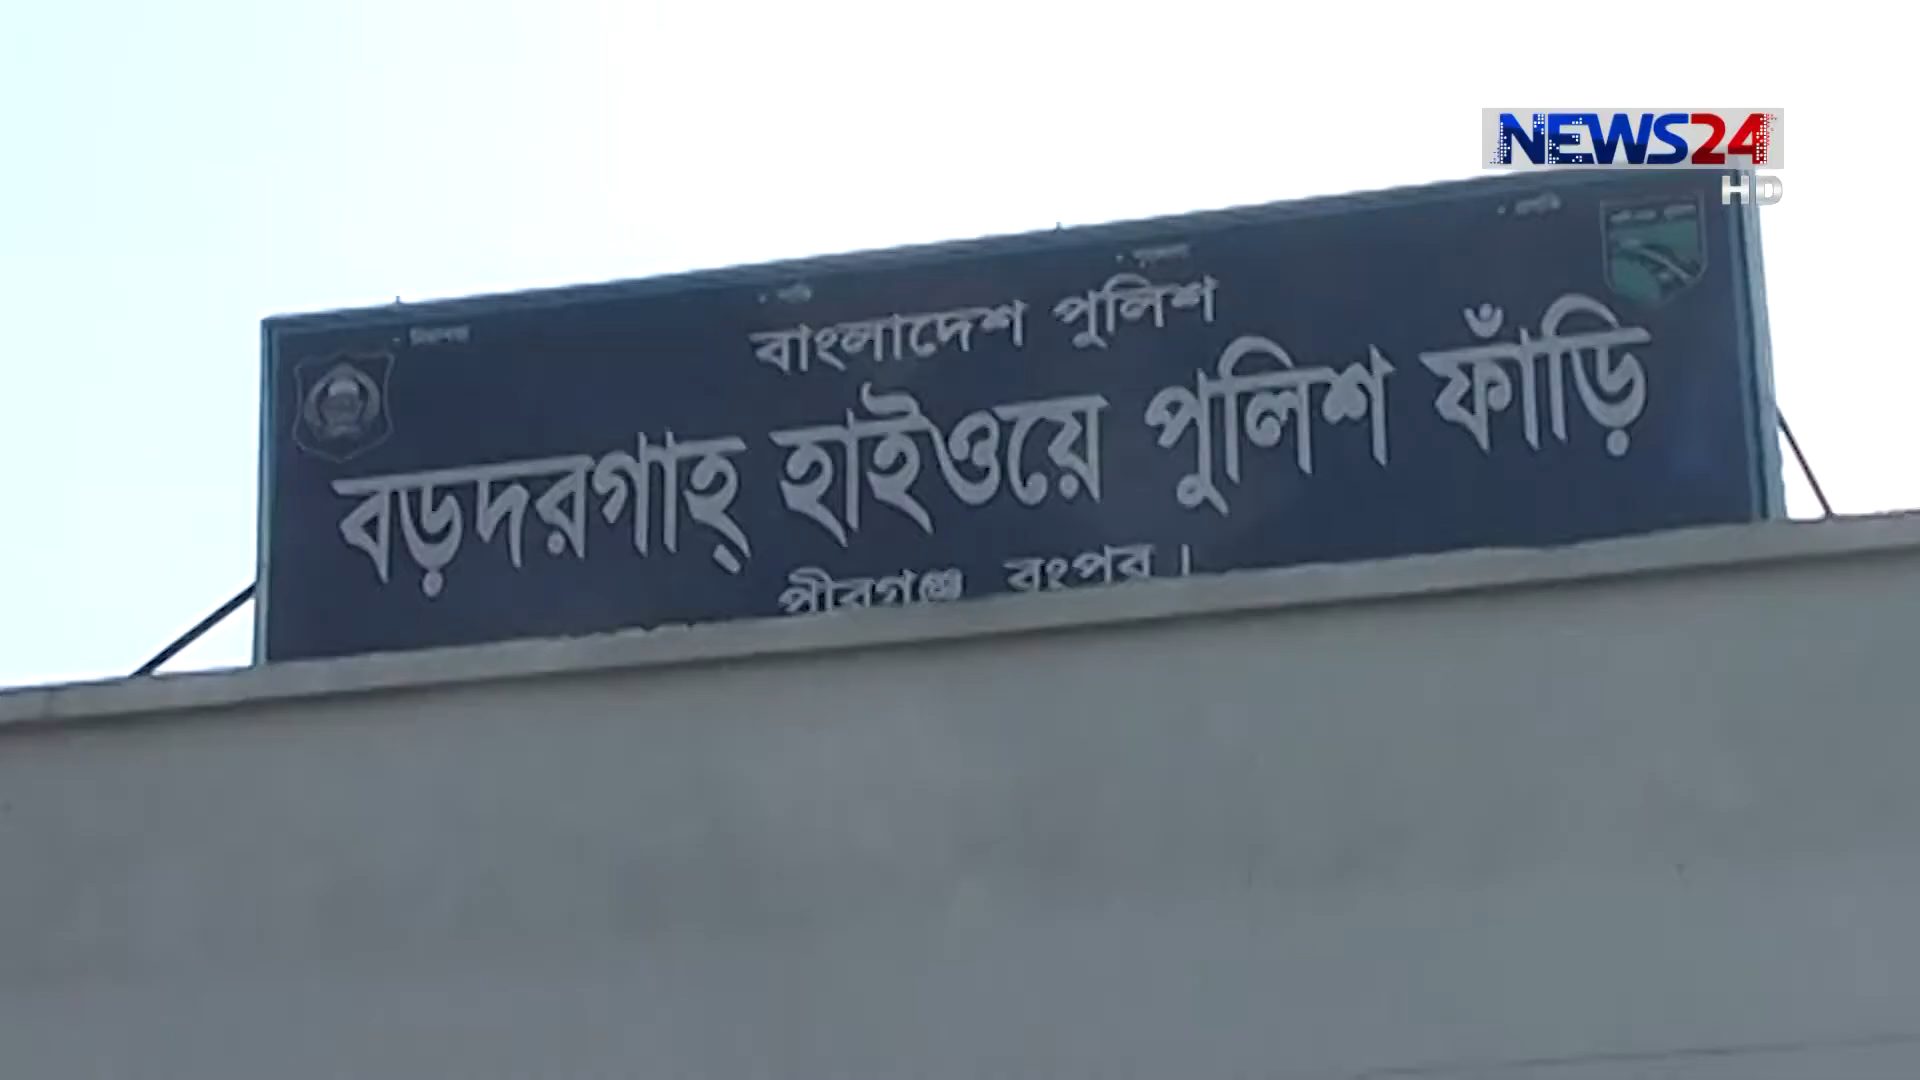 NEWS24
HD
বাংলাদেশ পুলিশ
বড়দরগাহ্ হাইওয়ে পুলিশ ফাঁড়ি
পীরগঞ্জ রংপুর।